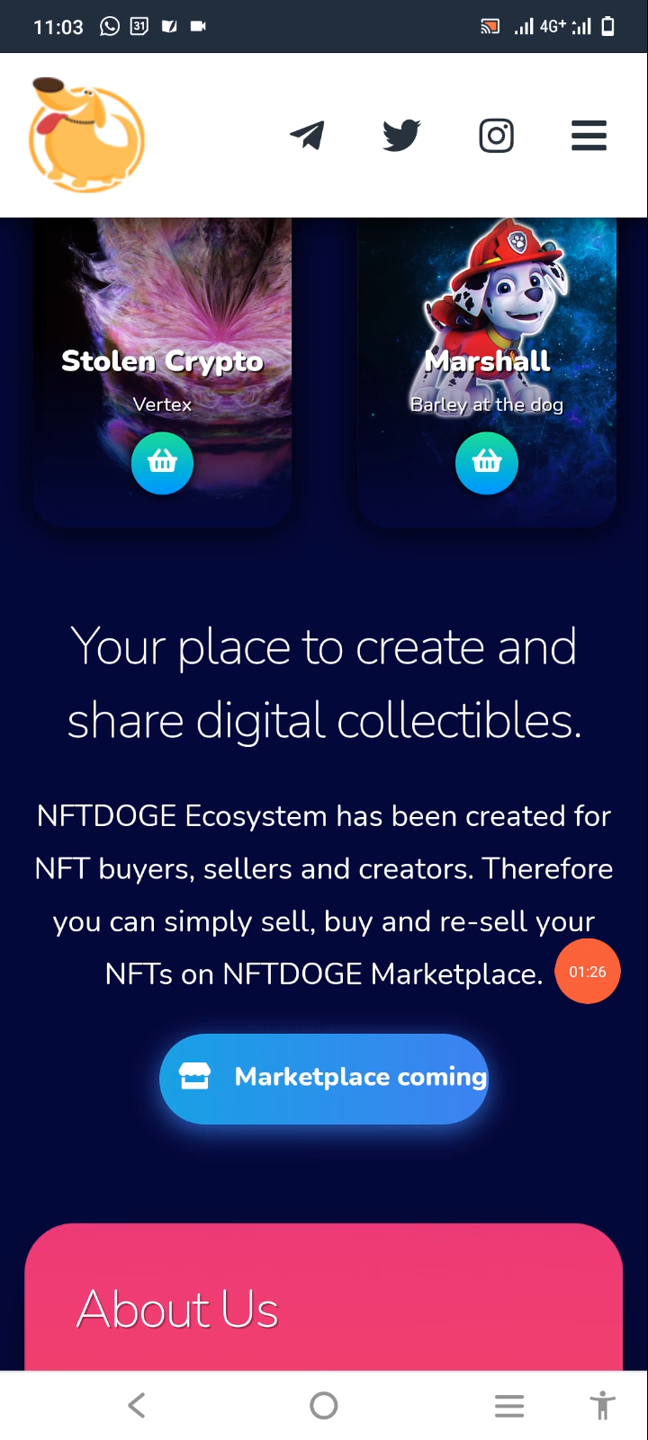 11:03
31
4G+
Stolen Crypto
Vertex
Marshall
Barley at the dog
Your place to create and
share digital collectibles.
NFTDOGE Ecosystem has been created for
NFT buyers, sellers and creators. Therefore
you can simply sell, buy and re-sell your
NFTs on NFTDOGE Marketplace.
01:26
Marketplace coming
About Us